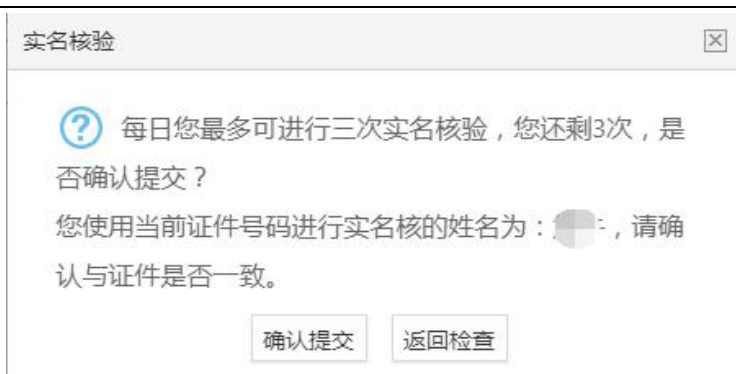 实名核验
每日您最多可进行三次实名核验，您还剩3次，是
否确认提交？
您使用当前证件号码进行实名核的姓名为：，请确
认与证件是否一致。
确认提交 返回检查